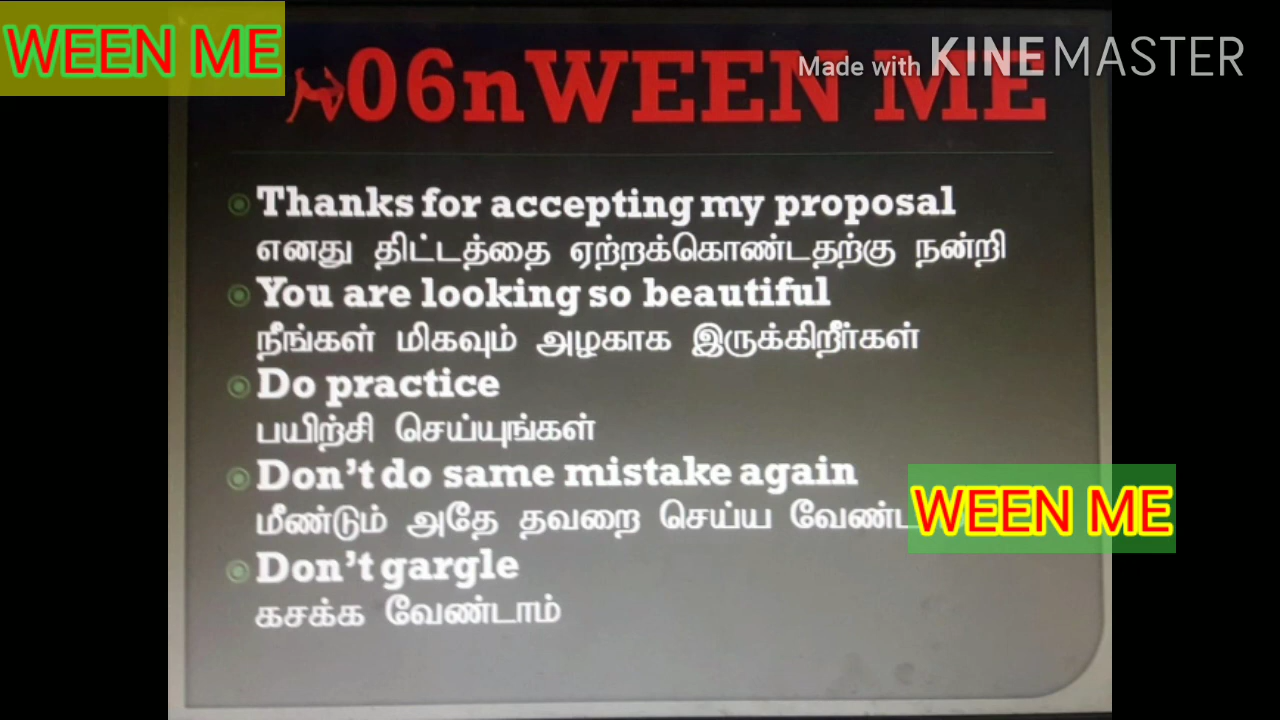 WEEN ME
06nWEEN ME
Made with KINEMASTER
Thanks for accepting my proposal
எனது திட்டத்தை ஏற்றக்கொண்டதற்கு நன்றி
You are looking so beautiful
நீங்கள் மிகவும் அழகாக இருக்கிறீர்கள்
Do practice
பயிற்சி செய்யுங்கள்
Don't do same mistake again
மீண்டும் அதே தவறை செய்ய
WEEN ME
Don't gargle
கசக்க வேண்டாம்